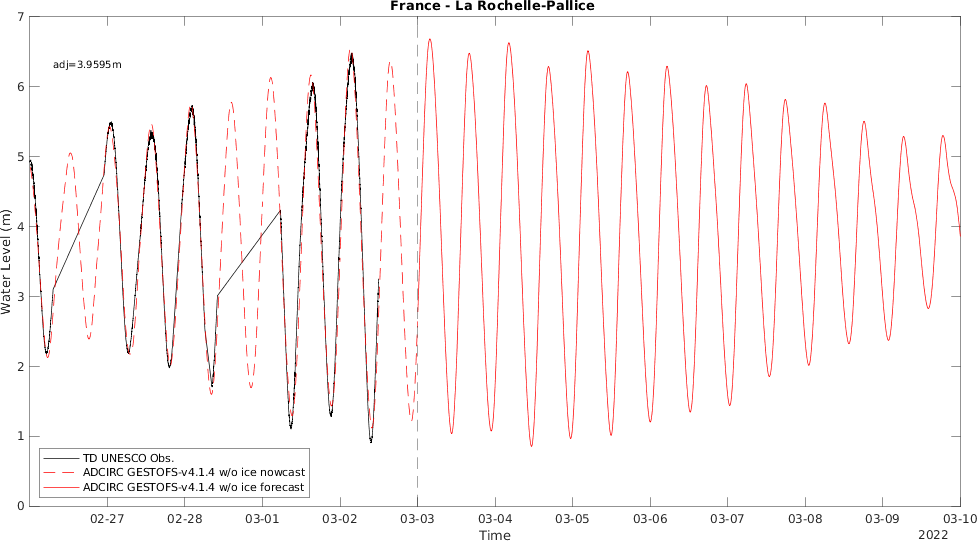 France - La Rochelle-Pallice
7
adj=3.9595m
6
5
4
Water Level (m)
3
2
1
TD UNESCO Obs.
ADCIRC GESTOFS-v4.1.4 w/o ice nowcast
ADCIRC GESTOFS-v4.1.4 w/o ice forecast
0
02-27 02-28 03-01 03-02 03-03 03-04 03-05 03-06 03-07 03-08 03-09 03-10
Time
2022